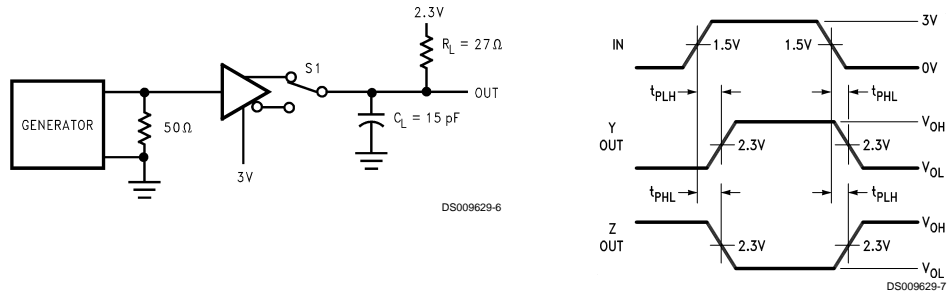 2.3V
R_L = 27Ω
S1
OUT
GENERATOR
50Ω
C_L = 15 pF
3V
DS009629-6
3V
IN
1.5V
1.5V
0V
t_PLH
t_PHL
Y
OUT
V_OH
2.3V
2.3V
V_OL
t_PHL
t_PLH
Z
OUT
V_OH
2.3V
2.3V
V_OL
DS009629-7